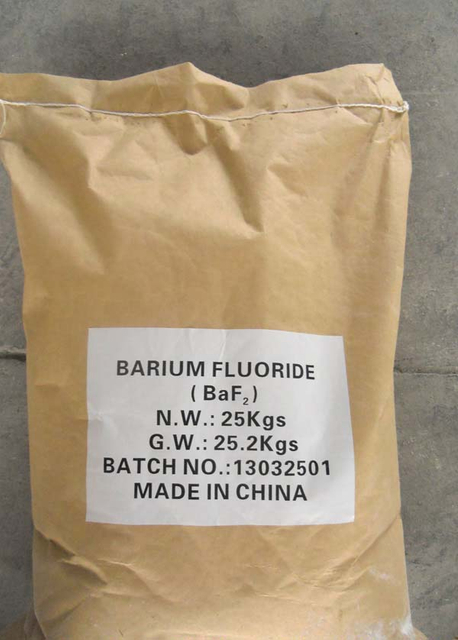 BARIUM FLUORIDE
(BaF₂)
N.W.: 25Kgs
G.W.: 25.2Kgs
BATCH NO.:13032501
MADE IN CHINA